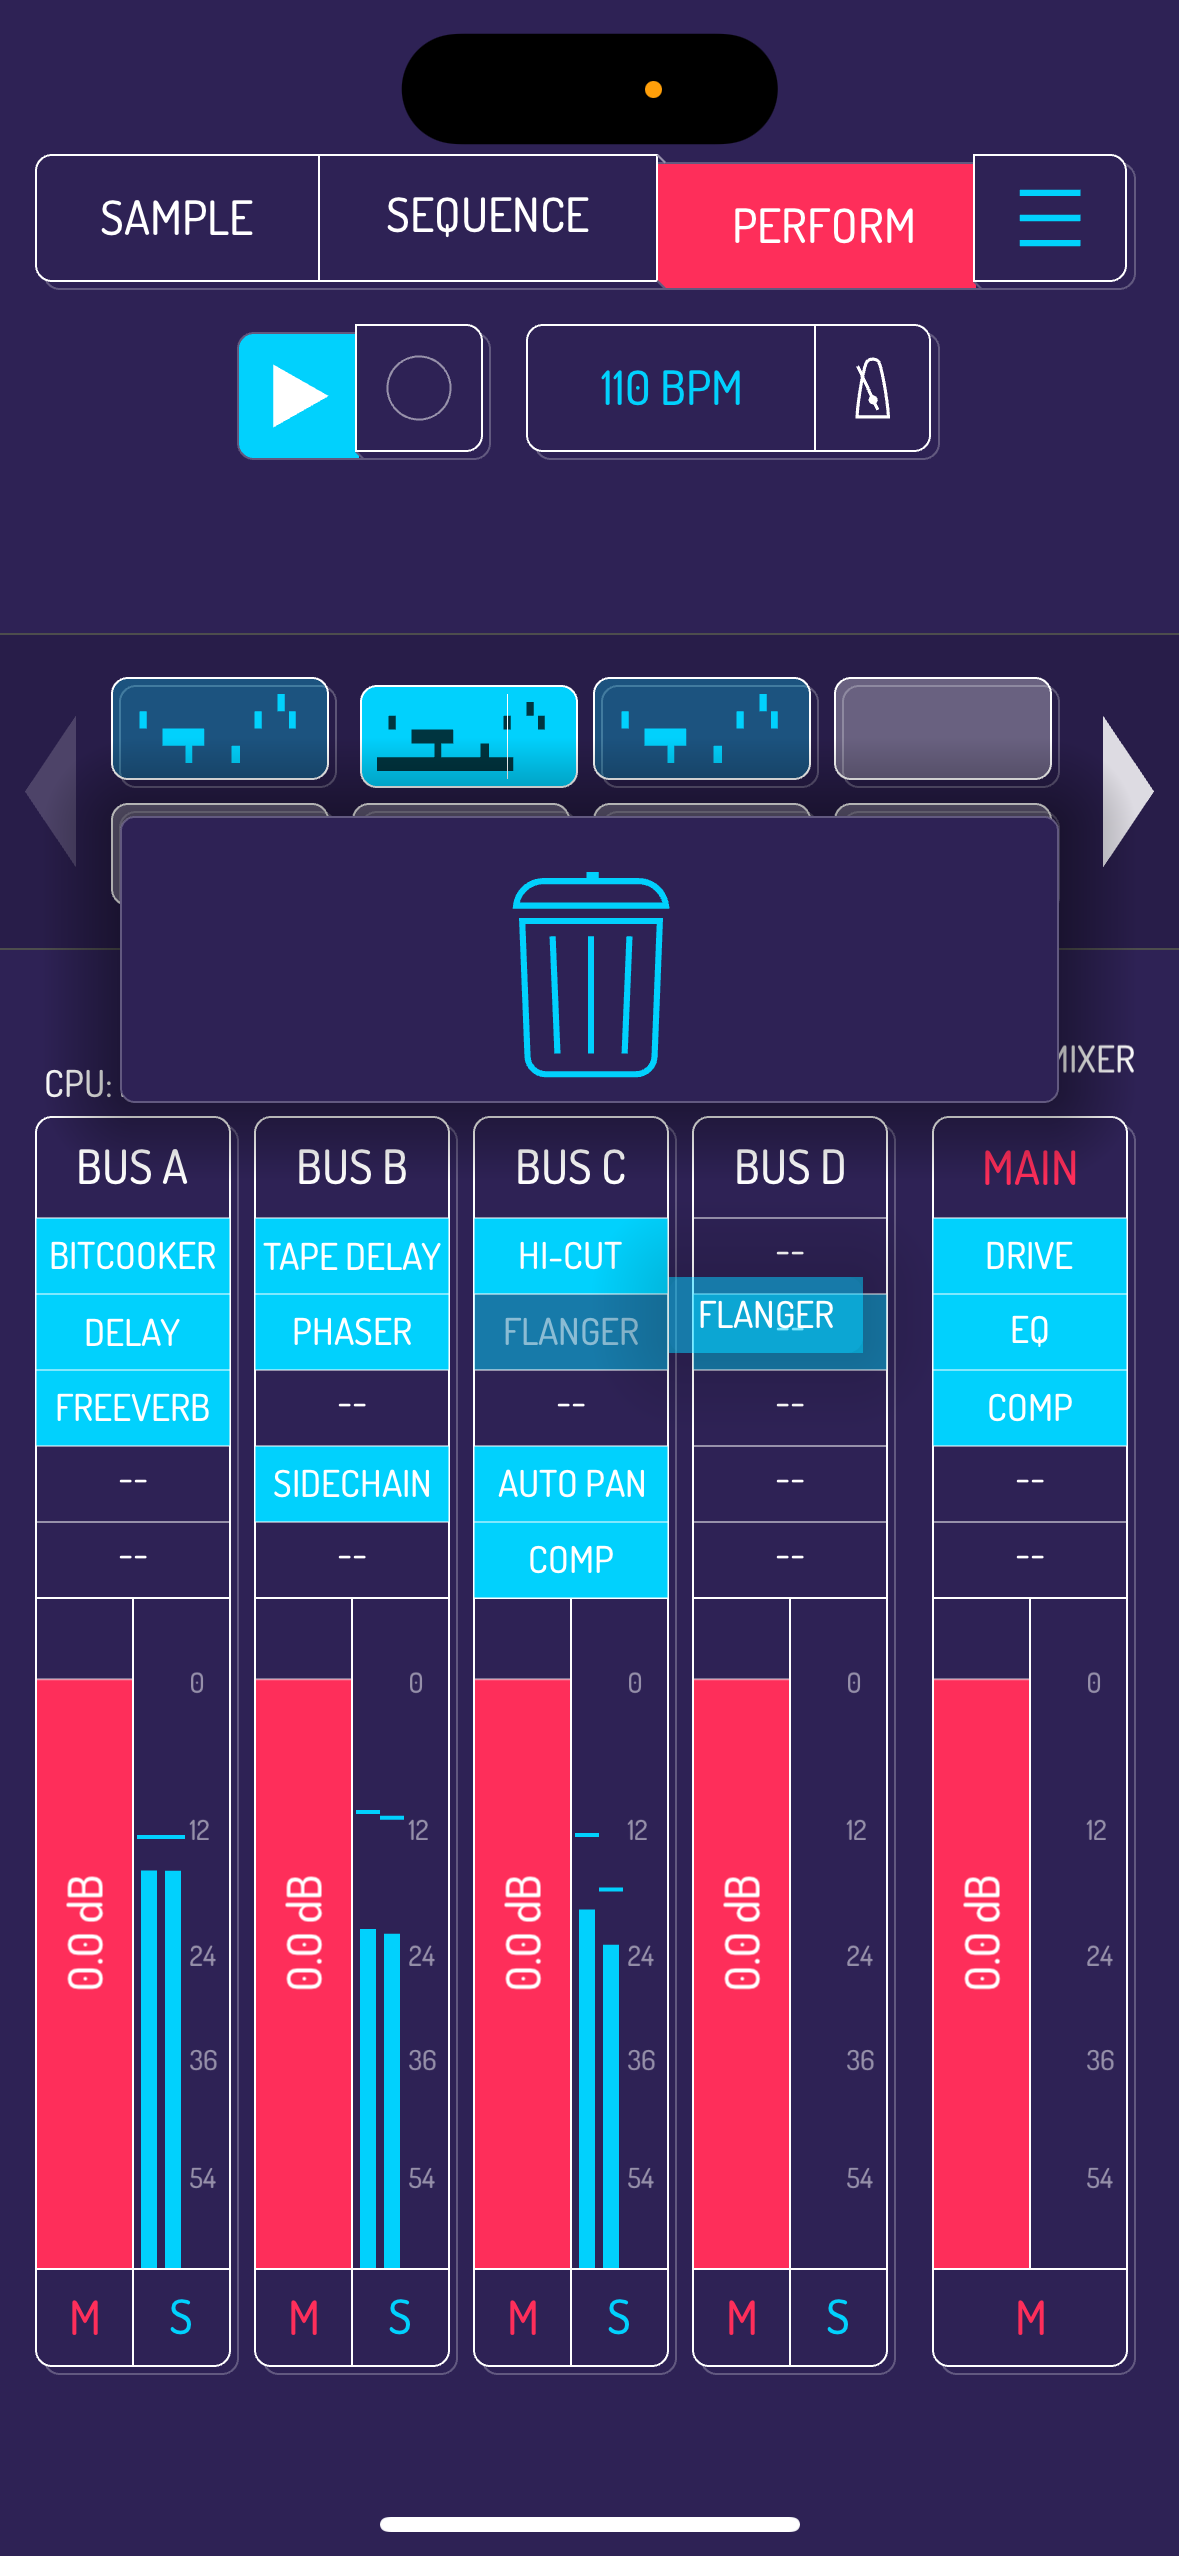 SAMPLE SEQUENCE PERFORM
110 BPM
CPU:
MIXER
BUS A BUS B BUS C BUS D MAIN
BITCOOKER TAPE DELAY HI-CUT -- DRIVE
DELAY PHASER FLANGER FLANGER EQ
FREEVERB -- -- -- COMP
-- SIDECHAIN AUTO PAN -- --
-- -- COMP -- --
0 0 0 0 0
12 12 12 12 12
0.0 dB 0.0 dB 0.0 dB 0.0 dB 0.0 dB
24 24 24 24 24
36 36 36 36 36
54 54 54 54 54
M S M S M S M S M